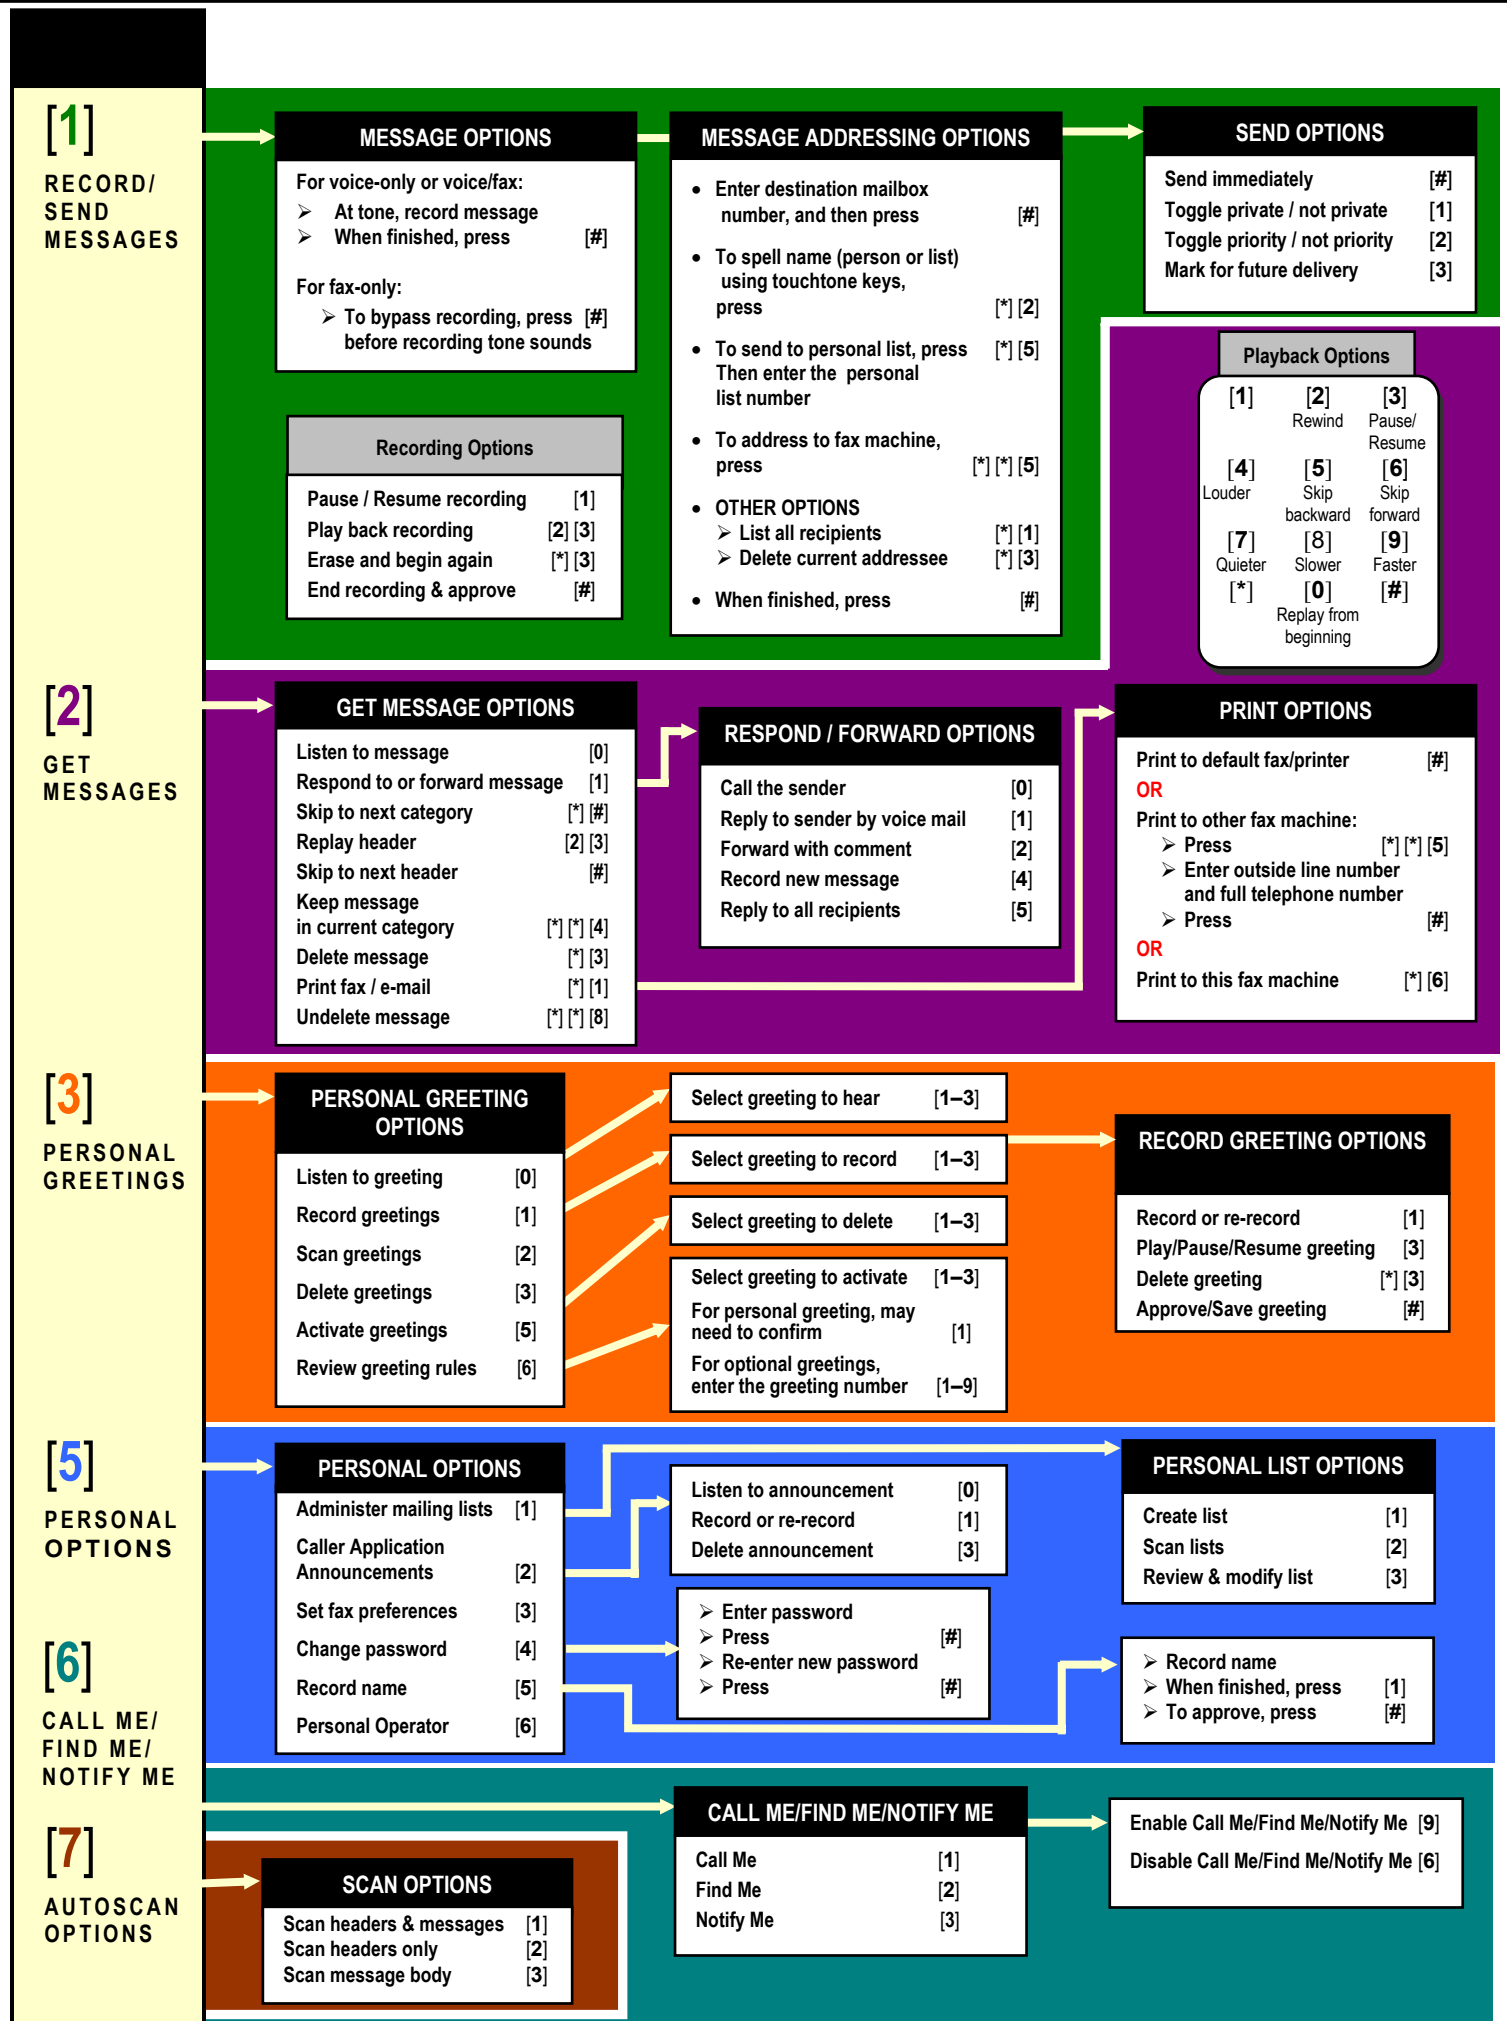 [1]
RECORD/
SEND
MESSAGES
MESSAGE OPTIONS
For voice-only or voice/fax:
➢ At tone, record message
➢ When finished, press [#]
For fax-only:
➢ To bypass recording, press [#]
before recording tone sounds
Recording Options
Pause / Resume recording [1]
Play back recording [2] [3]
Erase and begin again [*] [3]
End recording & approve [#]
MESSAGE ADDRESSING OPTIONS
• Enter destination mailbox
number, and then press [#]
• To spell name (person or list)
using touchtone keys,
press [*] [2]
• To send to personal list, press [*] [5]
Then enter the personal
list number
• To address to fax machine,
press [*] [*] [5]
• OTHER OPTIONS
➢ List all recipients [*] [1]
➢ Delete current addressee [*] [3]
• When finished, press [#]
SEND OPTIONS
Send immediately [#]
Toggle private / not private [1]
Toggle priority / not priority [2]
Mark for future delivery [3]
Playback Options
[1] [2] [3]
Rewind Pause/
Resume
[4] [5] [6]
Louder Skip Skip
backward forward
[7] [8] [9]
Quieter Slower Faster
[*] [0] [#]
Replay from
beginning
[2]
GET
MESSAGES
GET MESSAGE OPTIONS
Listen to message [0]
Respond to or forward message [1]
Skip to next category [*] [#]
Replay header [2] [3]
Skip to next header [#]
Keep message
in current category [*] [*] [4]
Delete message [*] [3]
Print fax / e-mail [*] [1]
Undelete message [*] [*] [8]
RESPOND / FORWARD OPTIONS
Call the sender [0]
Reply to sender by voice mail [1]
Forward with comment [2]
Record new message [4]
Reply to all recipients [5]
PRINT OPTIONS
Print to default fax/printer [#]
OR
Print to other fax machine:
➢ Press [*] [*] [5]
➢ Enter outside line number
and full telephone number
➢ Press [#]
OR
Print to this fax machine [*] [6]
[3]
PERSONAL
GREETINGS
PERSONAL GREETING
OPTIONS
Listen to greeting [0]
Record greetings [1]
Scan greetings [2]
Delete greetings [3]
Activate greetings [5]
Review greeting rules [6]
Select greeting to hear [1–3]
Select greeting to record [1–3]
Select greeting to delete [1–3]
Select greeting to activate [1–3]
For personal greeting, may
need to confirm [1]
For optional greetings,
enter the greeting number [1–9]
RECORD GREETING OPTIONS
Record or re-record [1]
Play/Pause/Resume greeting [3]
Delete greeting [*] [3]
Approve/Save greeting [#]
[5]
PERSONAL
OPTIONS
PERSONAL OPTIONS
Administer mailing lists [1]
Caller Application
Announcements [2]
Set fax preferences [3]
Change password [4]
Record name [5]
Personal Operator [6]
Listen to announcement [0]
Record or re-record [1]
Delete announcement [3]
➢ Enter password
➢ Press [#]
➢ Re-enter new password
➢ Press [#]
PERSONAL LIST OPTIONS
Create list [1]
Scan lists [2]
Review & modify list [3]
➢ Record name
➢ When finished, press [1]
➢ To approve, press [#]
[6]
CALL ME/
FIND ME/
NOTIFY ME
CALL ME/FIND ME/NOTIFY ME
Call Me [1]
Find Me [2]
Notify Me [3]
Enable Call Me/Find Me/Notify Me [9]
Disable Call Me/Find Me/Notify Me [6]
[7]
AUTOSCAN
OPTIONS
SCAN OPTIONS
Scan headers & messages [1]
Scan headers only [2]
Scan message body [3]